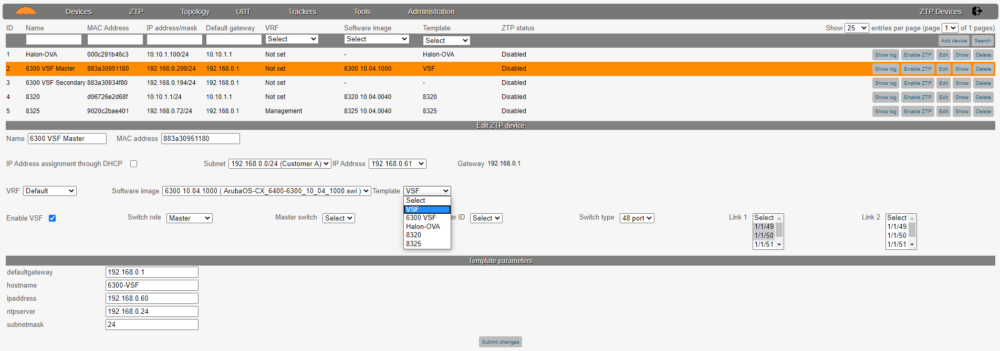 Devices ZTP Topology UBT Trackers Tools Administration ZTP Devices
ID Name MAC Address IP address/mask Default gateway VRF Software image Template ZTP status Show 25 entries per page (page 1 of 1 pages)
Select Select Select Add device Search
1 Halon-OVA 000c291b46c3 10.10.1.100/24 10.10.1.1 Not set - Halon-OVA Disabled Show log Enable ZTP Edit Show Delete
2 6300 VSF Master 883a30951180 192.168.0.200/24 192.168.0.1 Not set 6300 10.04.1000 VSF Disabled Show log Enable ZTP Edit Show Delete
3 6300 VSF Secondary 883a30934f80 192.168.0.194/24 192.168.0.1 Not set - - Disabled Show log Enable ZTP Edit Show Delete
4 8320 d06726e2d68f 10.10.1.1/24 10.10.1.1 Not set 8320 10.04.0040 8320 Disabled Show log Enable ZTP Edit Show Delete
5 8325 9020c2bae401 192.168.0.72/24 192.168.0.1 Management 8325 10.04.0040 8325 Disabled Show log Enable ZTP Edit Show Delete
Edit ZTP device
Name 6300 VSF Master MAC address 883a30951180
IP Address assignment through DHCP Subnet 192.168.0.0/24 (Customer A) IP Address 192.168.0.61 Gateway 192.168.0.1
VRF Default Software image 6300 10.04.1000 ( ArubaOS-CX_6400-6300_10_04_1000.swi ) Template VSF
Select
VSF
6300 VSF
Halon-OVA
8320
8325
Enable VSF Switch role Master Master switch Select er ID Select Switch type 48 port Link 1 Select Link 2 Select
1/1/49 1/1/49
1/1/50 1/1/50
1/1/51 1/1/51
Template parameters
defaultgateway 192.168.0.1
hostname 6300-VSF
ipaddress 192.168.0.60
ntpserver 192.168.0.24
subnetmask 24
Submit changes